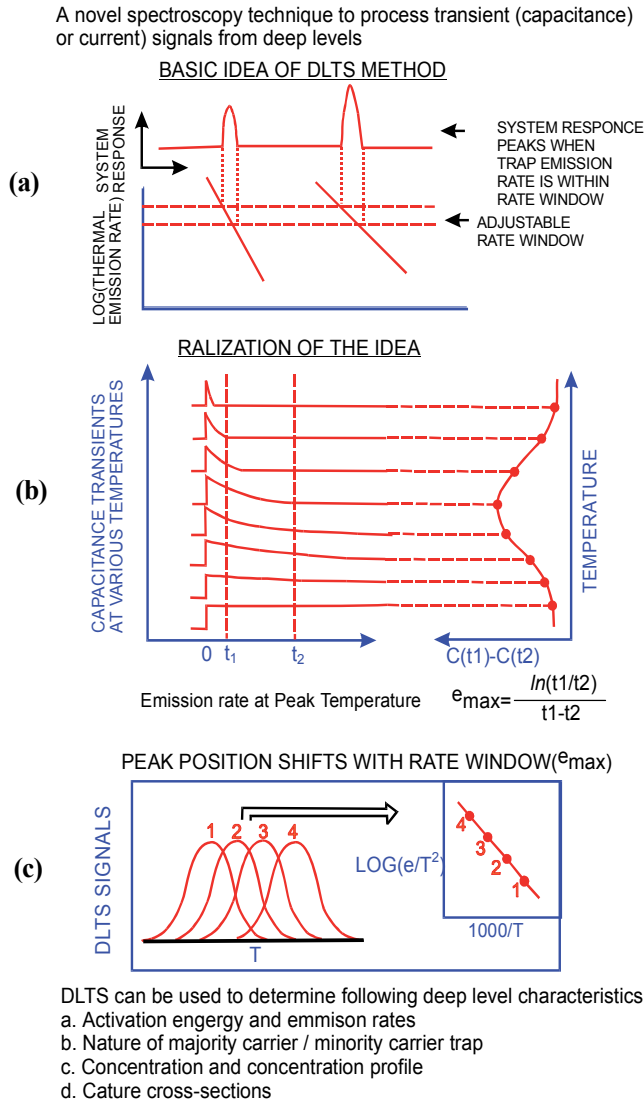 A novel spectroscopy technique to process transient (capacitance)
or current) signals from deep levels
BASIC IDEA OF DLTS METHOD
(a)
SYSTEM
RESPONSE
SYSTEM RESPONCE
PEAKS WHEN
TRAP EMISSION
RATE IS WITHIN
RATE WINDOW
LOG(THERMAL
EMISSION RATE)
ADJUSTABLE
RATE WINDOW
RALIZATION OF THE IDEA
(b)
CAPACITANCE TRANSIENTS
AT VARIOUS TEMPERATURES
TEMPERATURE
0 t1 t2
C(t1)-C(t2)
Emission rate at Peak Temperature emax= ln(t1/t2)
t1-t2
PEAK POSITION SHIFTS WITH RATE WINDOW(emax)
(c)
DLTS SIGNALS
1 2 3 4
T
LOG(e/T²)
4
3
2
1
1000/T
DLTS can be used to determine following deep level characteristics
a. Activation engergy and emmison rates
b. Nature of majority carrier / minority carrier trap
c. Concentration and concentration profile
d. Cature cross-sections